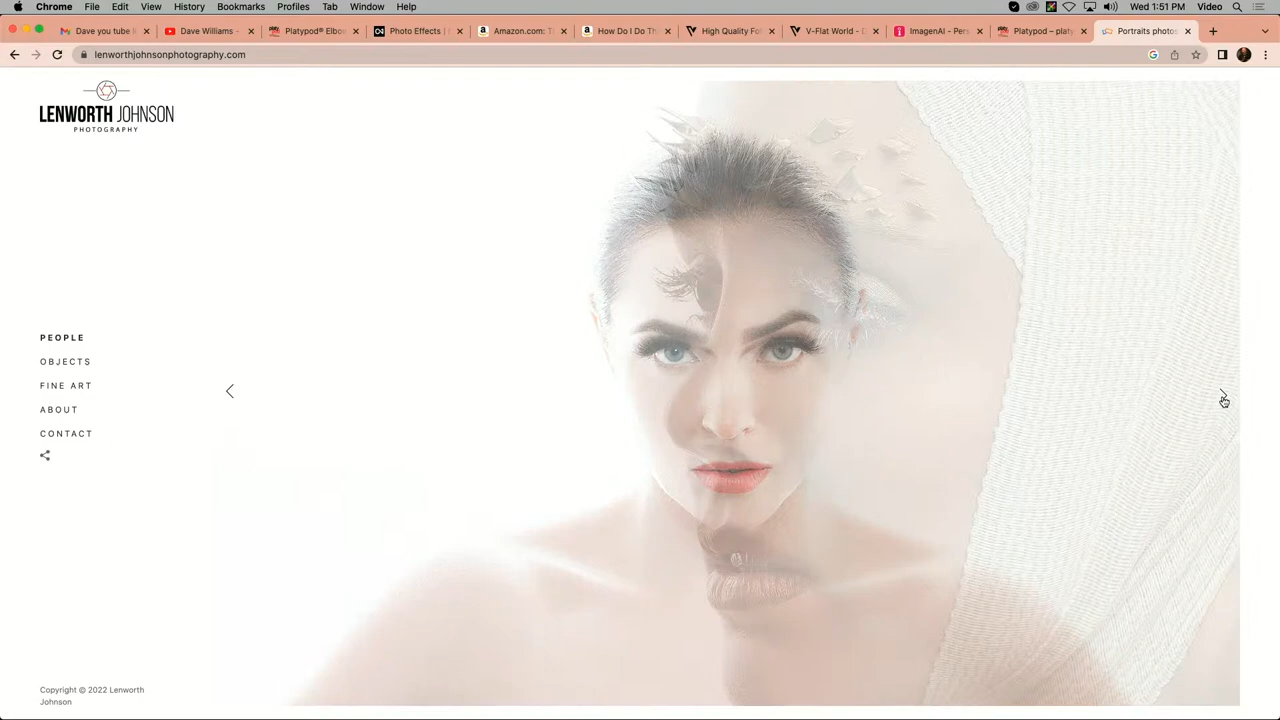 Chrome File Edit View History Bookmarks Profiles Tab Window Help Wed 1:51 PM Video
Dave you tube l Dave Williams - Platypod® Elbo Photo Effects | Amazon.com: T How Do I Do Th High Quality Fo V-Flat World - D ImagenAI - Pers Platypod – platy Portraits photos
lenworthjohnsonphotography.com
LENWORTH JOHNSON
PHOTOGRAPHY
PEOPLE
OBJECTS
FINE ART
ABOUT
CONTACT
Copyright © 2022 Lenworth
Johnson